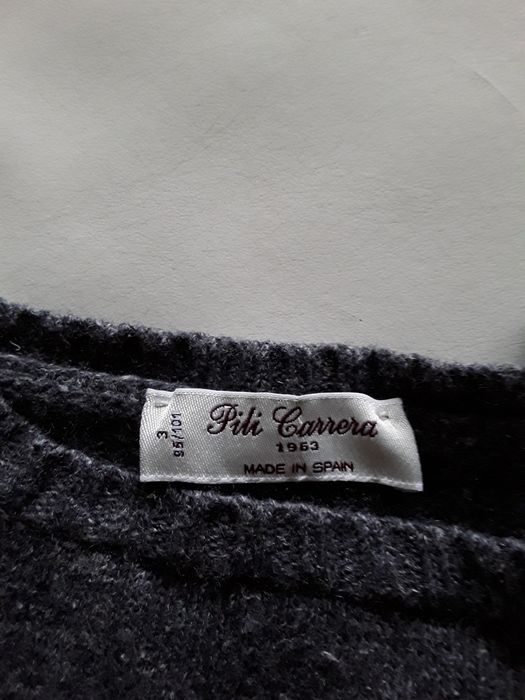 3
95/101
Pili Carrera
1963
MADE IN SPAIN